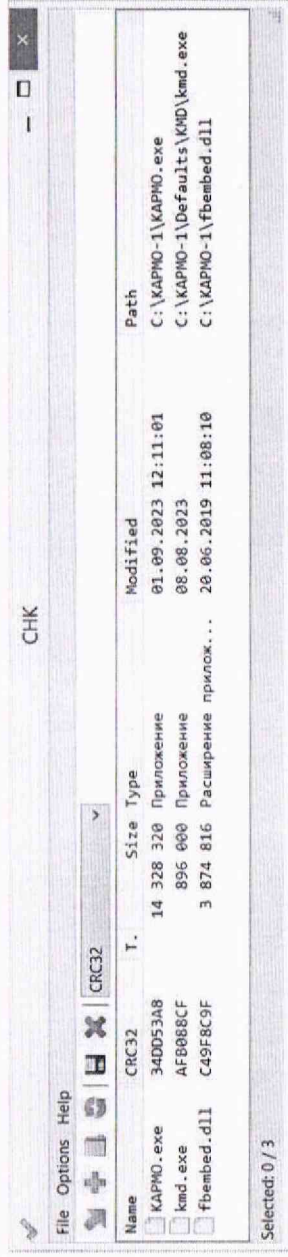 CHK
File Options Help
CRC32
Name CRC32 T. Size Type Modified Path
KAPMO.exe 34DD53A8 14 328 320 Приложение 01.09.2023 12:11:01 C:\KAPMO-1\KAPMO.exe
kmd.exe AFB088CF 896 000 Приложение 08.08.2023 C:\KAPMO-1\Defaults\KMD\kmd.exe
fbembed.dll C49F8C9F 3 874 816 Расширение прилож... 20.06.2019 11:08:10 C:\KAPMO-1\fbembed.dll
Selected: 0 / 3